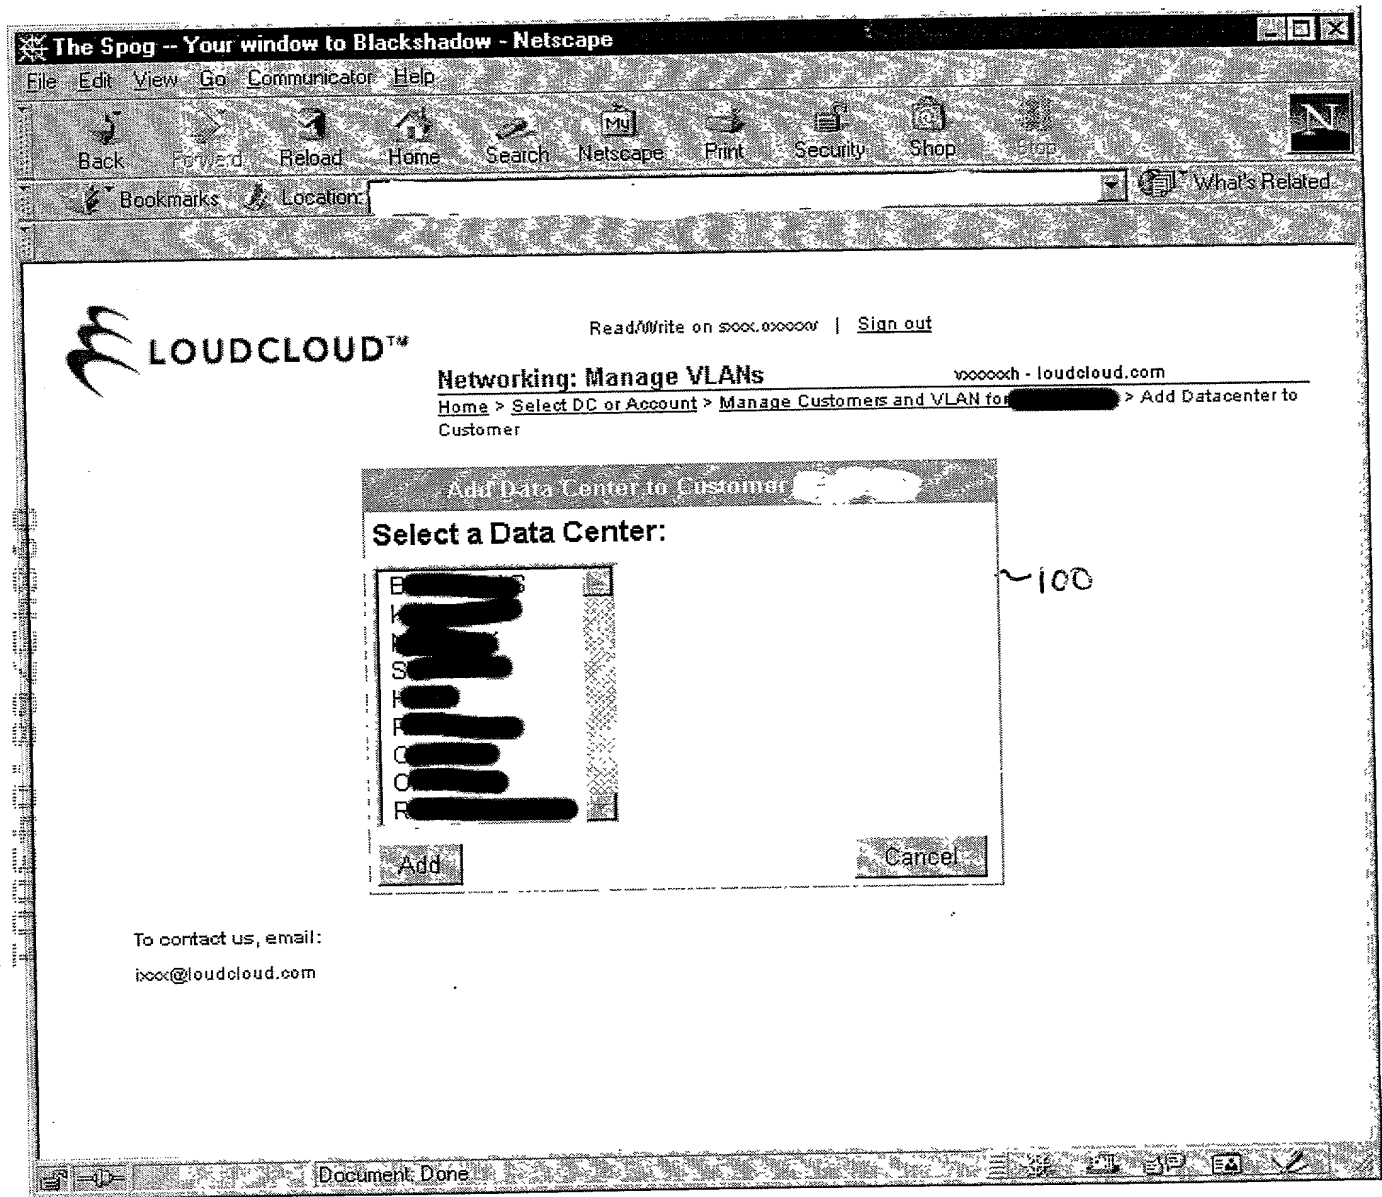 The Spog -- Your window to Blackshadow - Netscape
File Edit View Go Communicator Help
Back Forward Reload Home Search Netscape Print Security Shop Stop
My
N
Bookmarks Location: What's Related
LOUDCLOUD™
Read/Write on | Sign out
Networking: Manage VLANs
- loudcloud.com
Home > Select DC or Account > Manage Customers and VLAN for > Add Datacenter to
Customer
Add Data Center to Customer
Select a Data Center:
B S
K
S
R
Add
Cancel
~100
To contact us, email:
@loudcloud.com
Document: Done